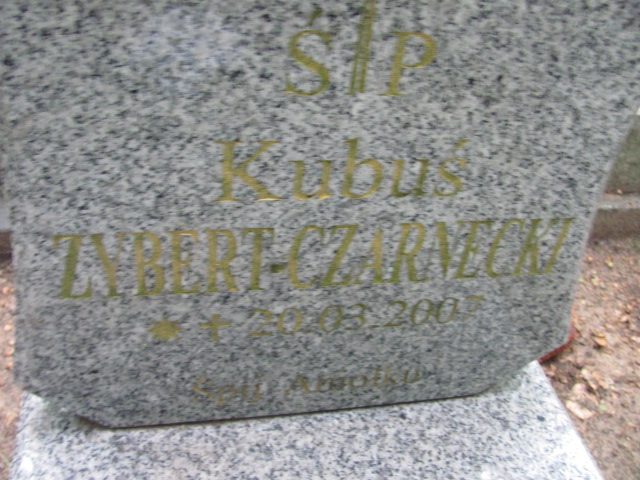 Ś P
Kubuś
ZYBERT-CZARNECKI
20.03.2007
Śpij Aniołku